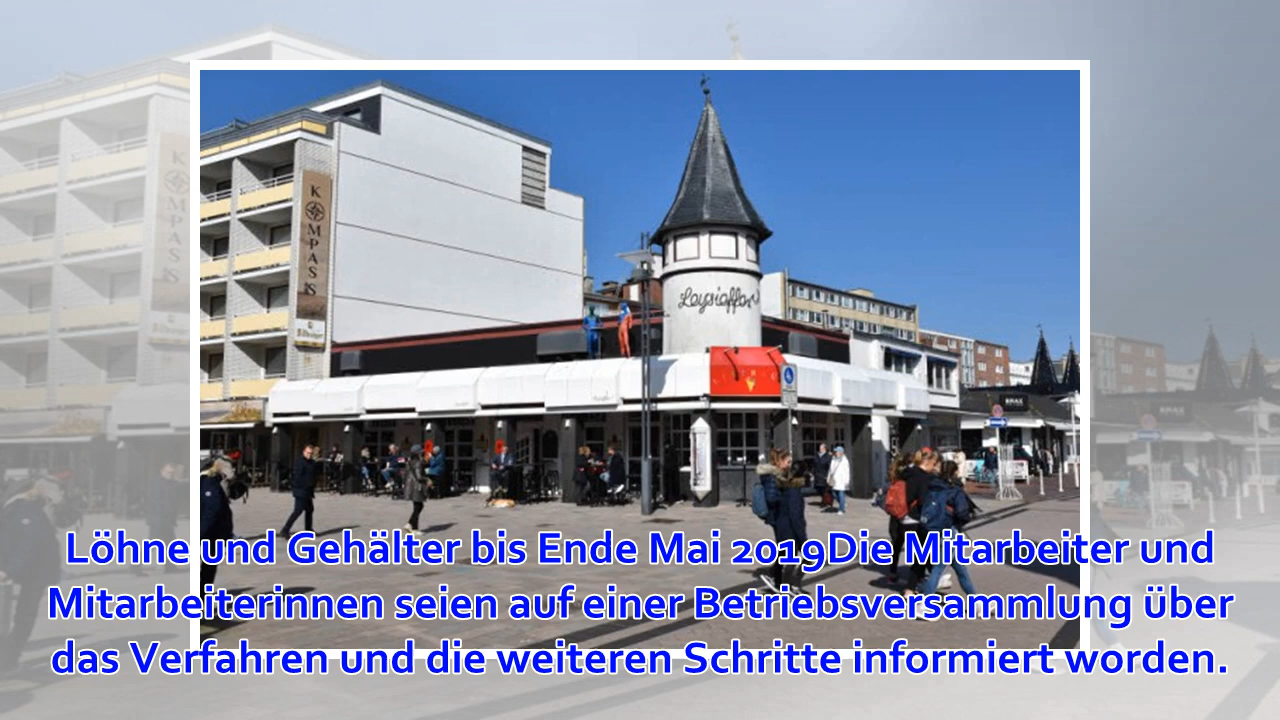 KOMPASS
Leysieffer
Löhne und Gehälter bis Ende Mai 2019Die Mitarbeiter und
Mitarbeiterinnen seien auf einer Betriebsversammlung über
das Verfahren und die weiteren Schritte informiert worden.